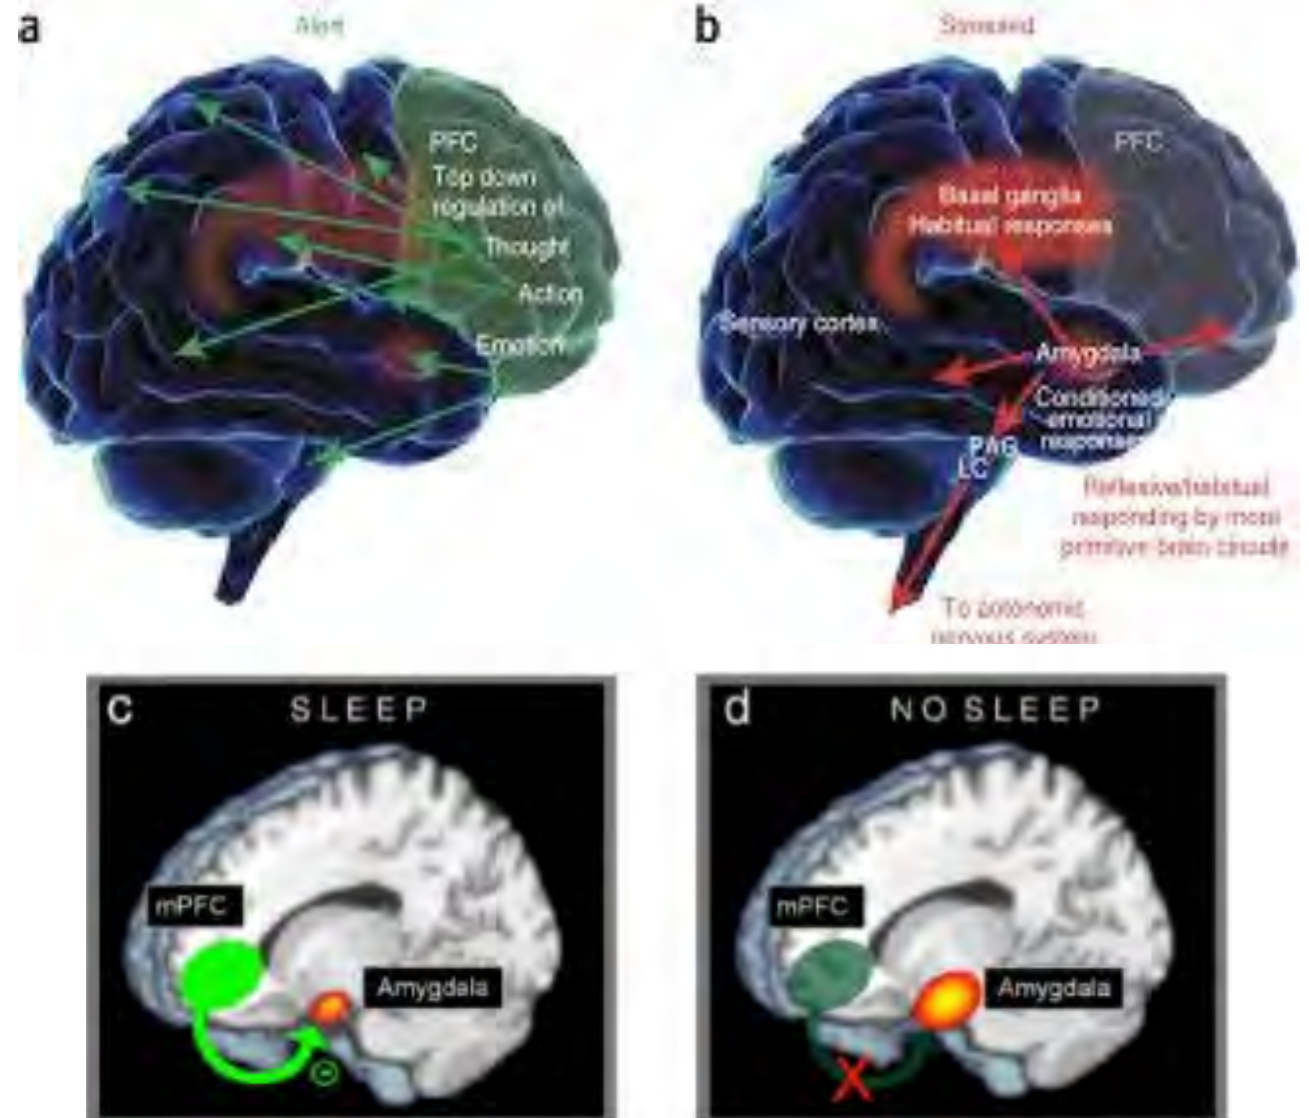 a
Alert
PFC
Top down
regulation of
Thought
Action
Emotion
b
Stressed
PFC
Basal ganglia
Habitual responses
Sensory cortex
Amygdala
Conditioned
emotional
responses
PAG
LC
Reflexive/habitual
responding by more
primitive brain circuits
To autonomic
nervous system
c
SLEEP
mPFC
Amygdala
d
NO SLEEP
mPFC
Amygdala
X